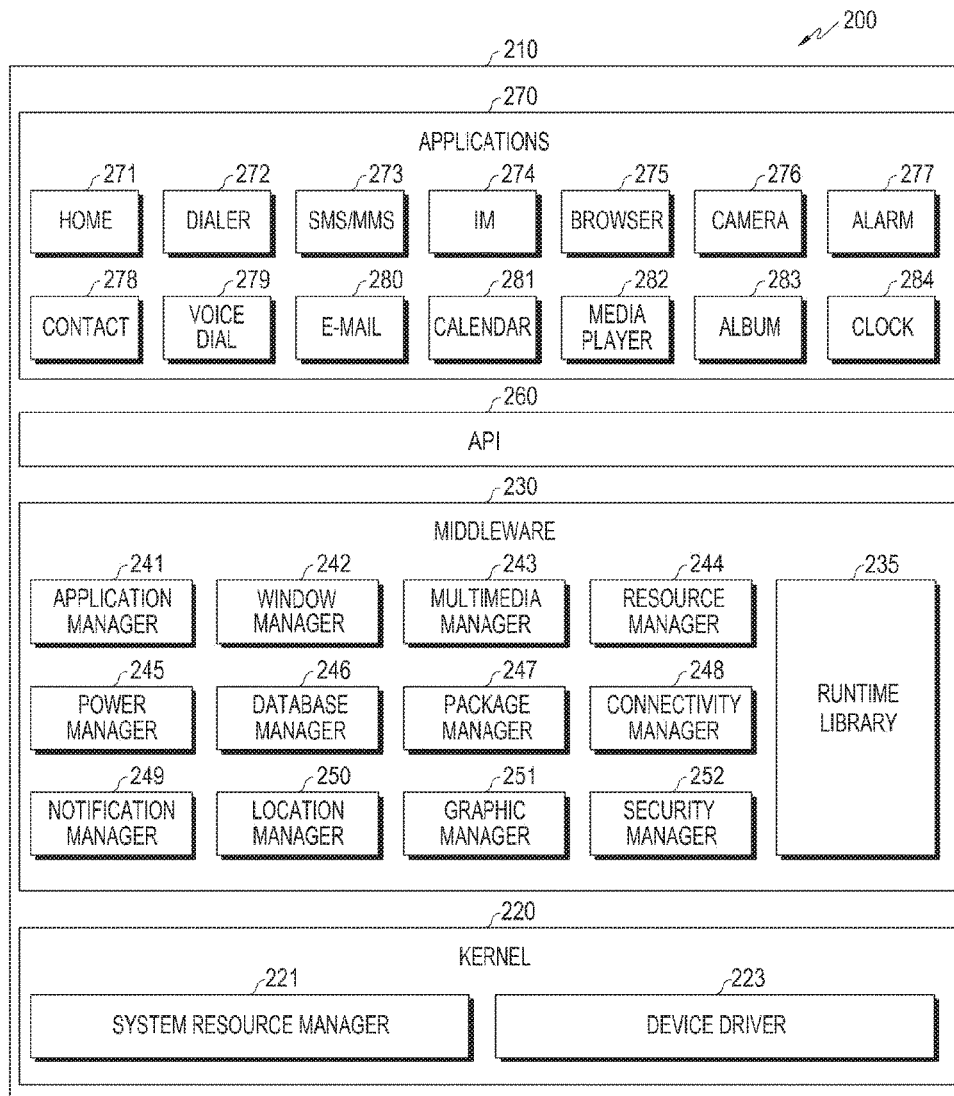 200
210
270
APPLICATIONS
271 272 273 274 275 276 277
HOME DIALER SMS/MMS IM BROWSER CAMERA ALARM
278 279 280 281 282 283 284
CONTACT VOICE DIAL E-MAIL CALENDAR MEDIA PLAYER ALBUM CLOCK
260
API
230
MIDDLEWARE
241 242 243 244 235
APPLICATION MANAGER WINDOW MANAGER MULTIMEDIA MANAGER RESOURCE MANAGER
245 246 247 248
POWER MANAGER DATABASE MANAGER PACKAGE MANAGER CONNECTIVITY MANAGER RUNTIME LIBRARY
249 250 251 252
NOTIFICATION MANAGER LOCATION MANAGER GRAPHIC MANAGER SECURITY MANAGER
220
KERNEL
221 223
SYSTEM RESOURCE MANAGER DEVICE DRIVER